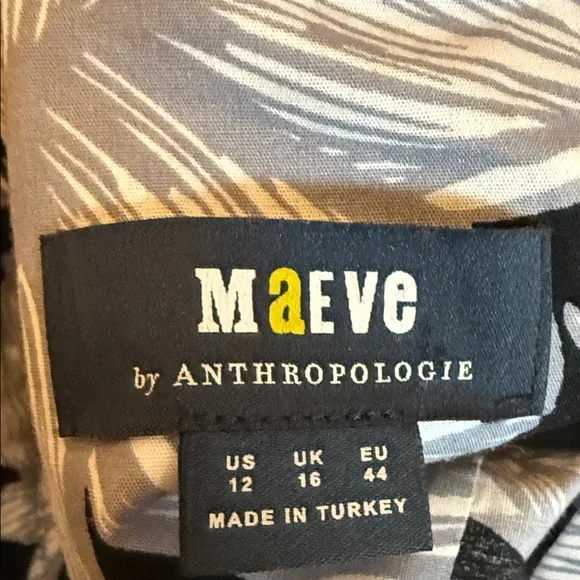 MaEVe
by ANTHROPOLOGIE
US UK EU
12 16 44
MADE IN TURKEY